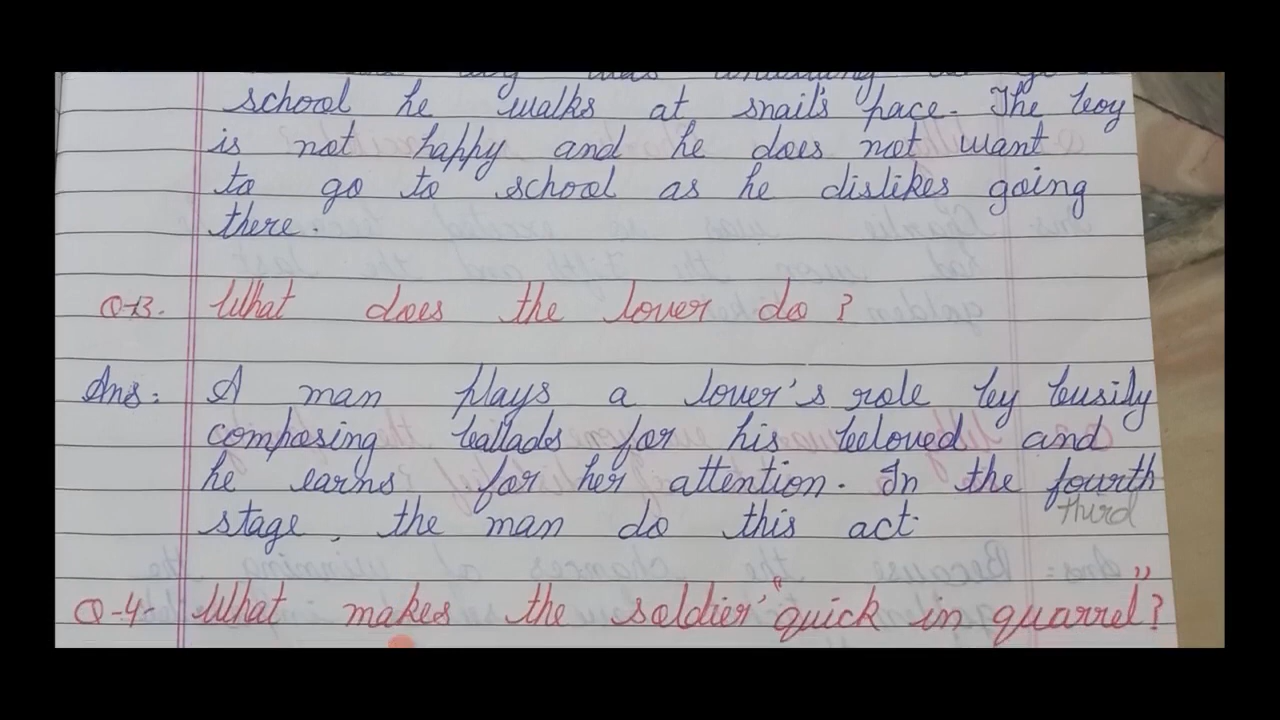 school he walks at snail's pace. The boy
is not happy and he does not want
to go to school as he dislikes going
there.
Q-13. What does the lover do ?
Ans: A man plays a lover's role by busily
composing ballads for his beloved and
he earns for her attention. In the fourth
third
stage, the man do this act
Q-4- What makes the soldier "quick in quarrel"?